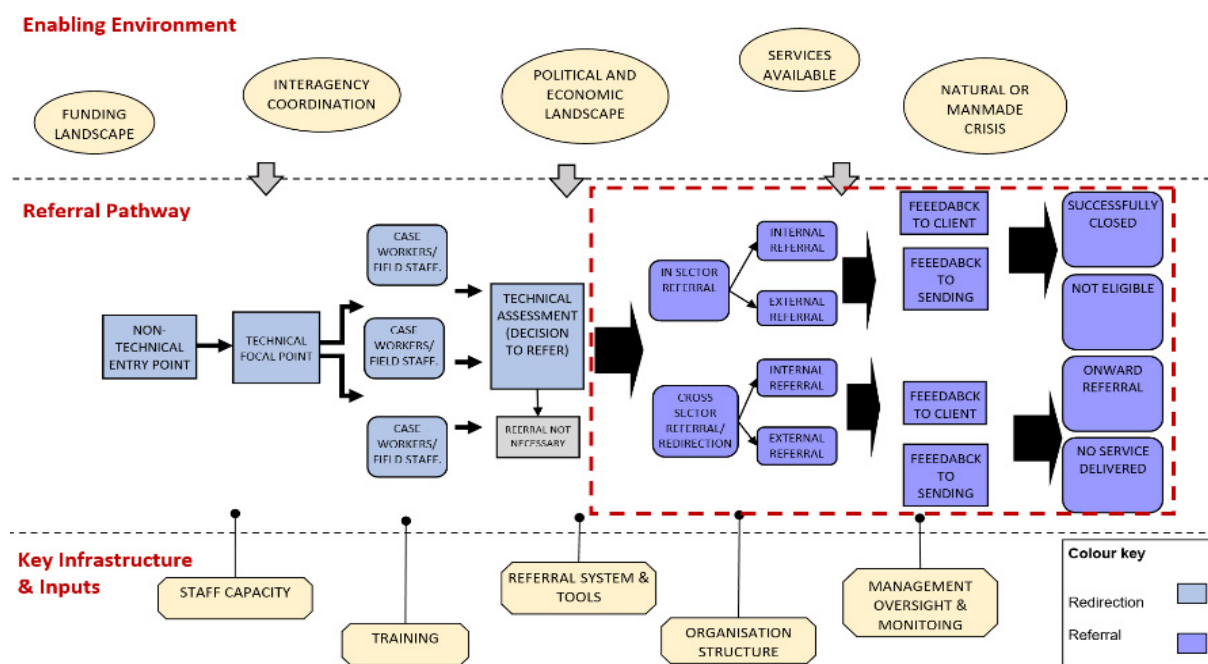 Enabling Environment
FUNDING
LANDSCAPE
INTERAGENCY
COORDINATION
POLITICAL AND
ECONOMIC
LANDSCAPE
SERVICES
AVAILABLE
NATURAL OR
MANMADE
CRISIS
Referral Pathway
NON-
TECHNICAL
ENTRY POINT
TECHNICAL
FOCAL POINT
CASE
WORKERS/
FIELD STAFF.
CASE
WORKERS/
FIELD STAFF.
CASE
WORKERS/
FIELD STAFF.
TECHNICAL
ASSESSMENT
(DECISION
TO REFER)
REERRAL NOT
NECESSARY
IN SECTOR
REFERRAL
INTERNAL
REFERRAL
EXTERNAL
REFERRAL
CROSS
SECTOR
REFERRAL/
REDIRECTION
INTERNAL
REFERRAL
EXTERNAL
REFERRAL
FEEEDABCK
TO CLIENT
FEEEDABCK
TO
SENDING
FEEEDABCK
TO CLIENT
FEEEDABCK
TO
SENDING
SUCCESSFULLY
CLOSED
NOT ELIGIBLE
ONWARD
REFERRAL
NO SERVICE
DELIVERED
Key Infrastructure
& Inputs
STAFF CAPACITY
TRAINING
REFERRAL SYSTEM &
TOOLS
ORGANISATION
STRUCTURE
MANAGEMENT
OVERSIGHT &
MONITOING
Colour key
Redirection
Referral